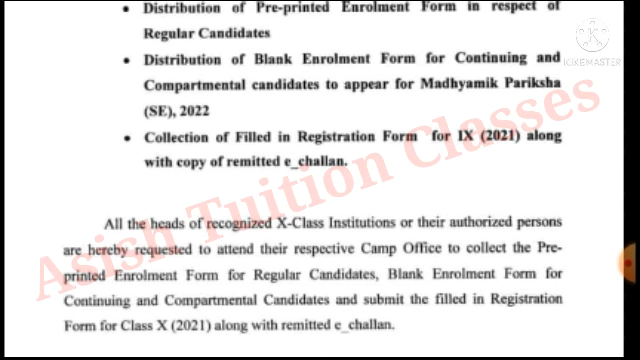 • Distribution of Pre-printed Enrolment Form in respect of
Regular Candidates
• Distribution of Blank Enrolment Form for Continuing and
Compartmental candidates to appear for Madhyamik Pariksha
(SE), 2022
• Collection of Filled in Registration Form for IX (2021) along
with copy of remitted e_challan.
All the heads of recognized X-Class Institutions or their authorized persons
are hereby requested to attend their respective Camp Office to collect the Pre-
printed Enrolment Form for Regular Candidates, Blank Enrolment Form for
Continuing and Compartmental Candidates and submit the filled in Registration
Form for Class X (2021) along with remitted e_challan.
Asish Tuition Classes
KINEMASTER